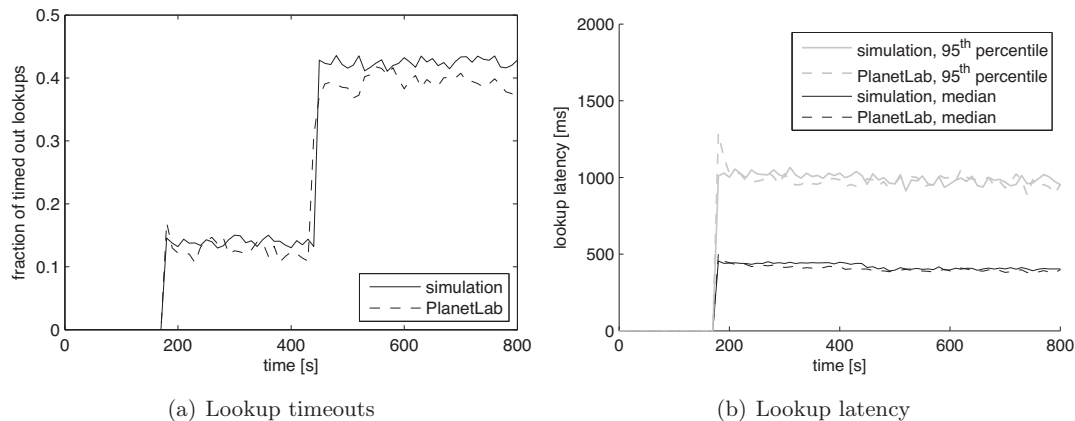 0.5
0.4
0.3
0.2
0.1
0
fraction of timed out lookups
simulation
PlanetLab
0 200 400 600 800
time [s]
(a) Lookup timeouts
2000
1500
1000
500
0
lookup latency [ms]
simulation, 95th percentile
PlanetLab, 95th percentile
simulation, median
PlanetLab, median
0 200 400 600 800
time [s]
(b) Lookup latency